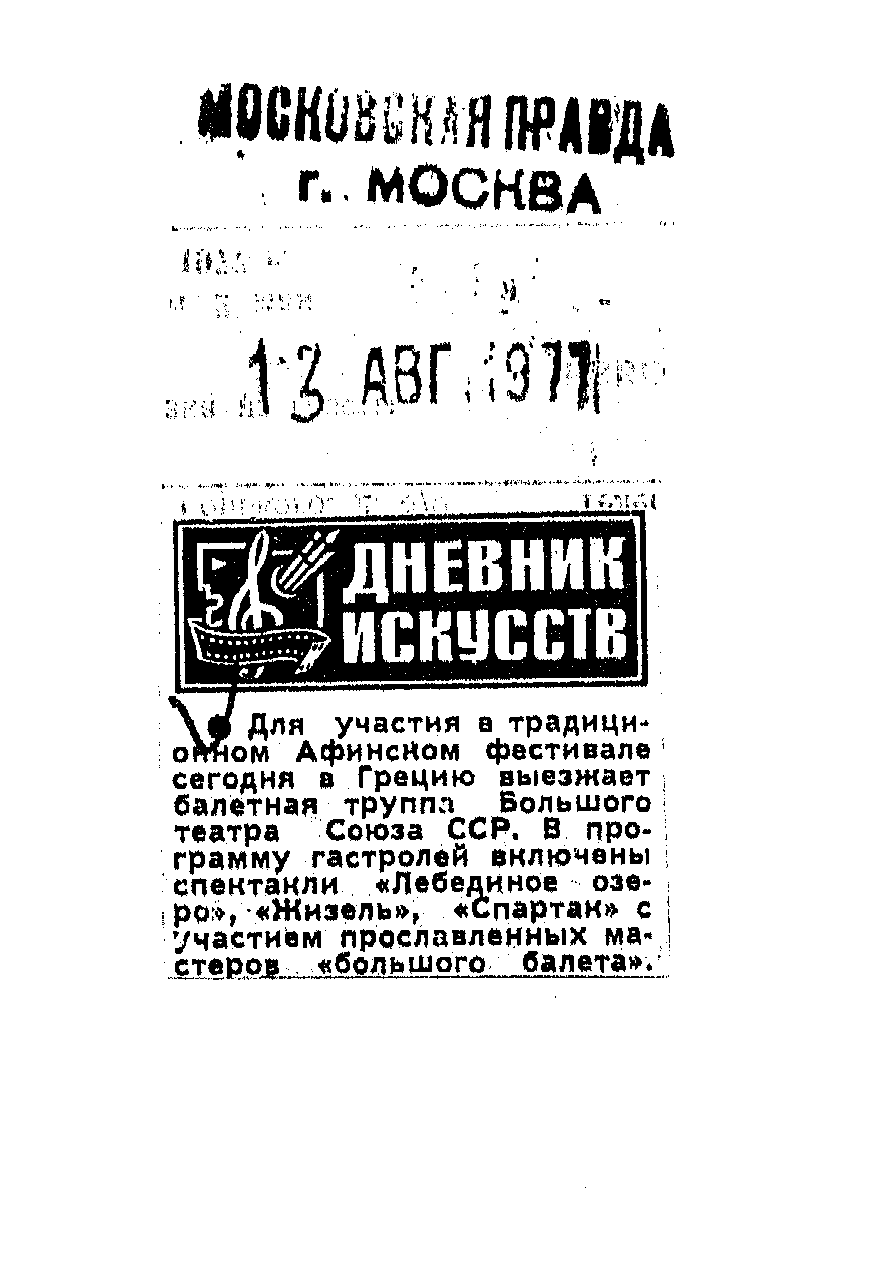 МОСКОВСКАЯ ПРАВДА
г. МОСКВА
13 АВГ. 1977
ДНЕВНИК
ИСКУССТВ
Для участия в традици-
онном Афинском фестивале
сегодня в Грецию выезжает
балетная труппа Большого
театра Союза ССР. В про-
грамму гастролей включены
спектакли «Лебединое озе-
ро», «Жизель», «Спартак» с
участием прославленных ма-
стеров «большого балета».